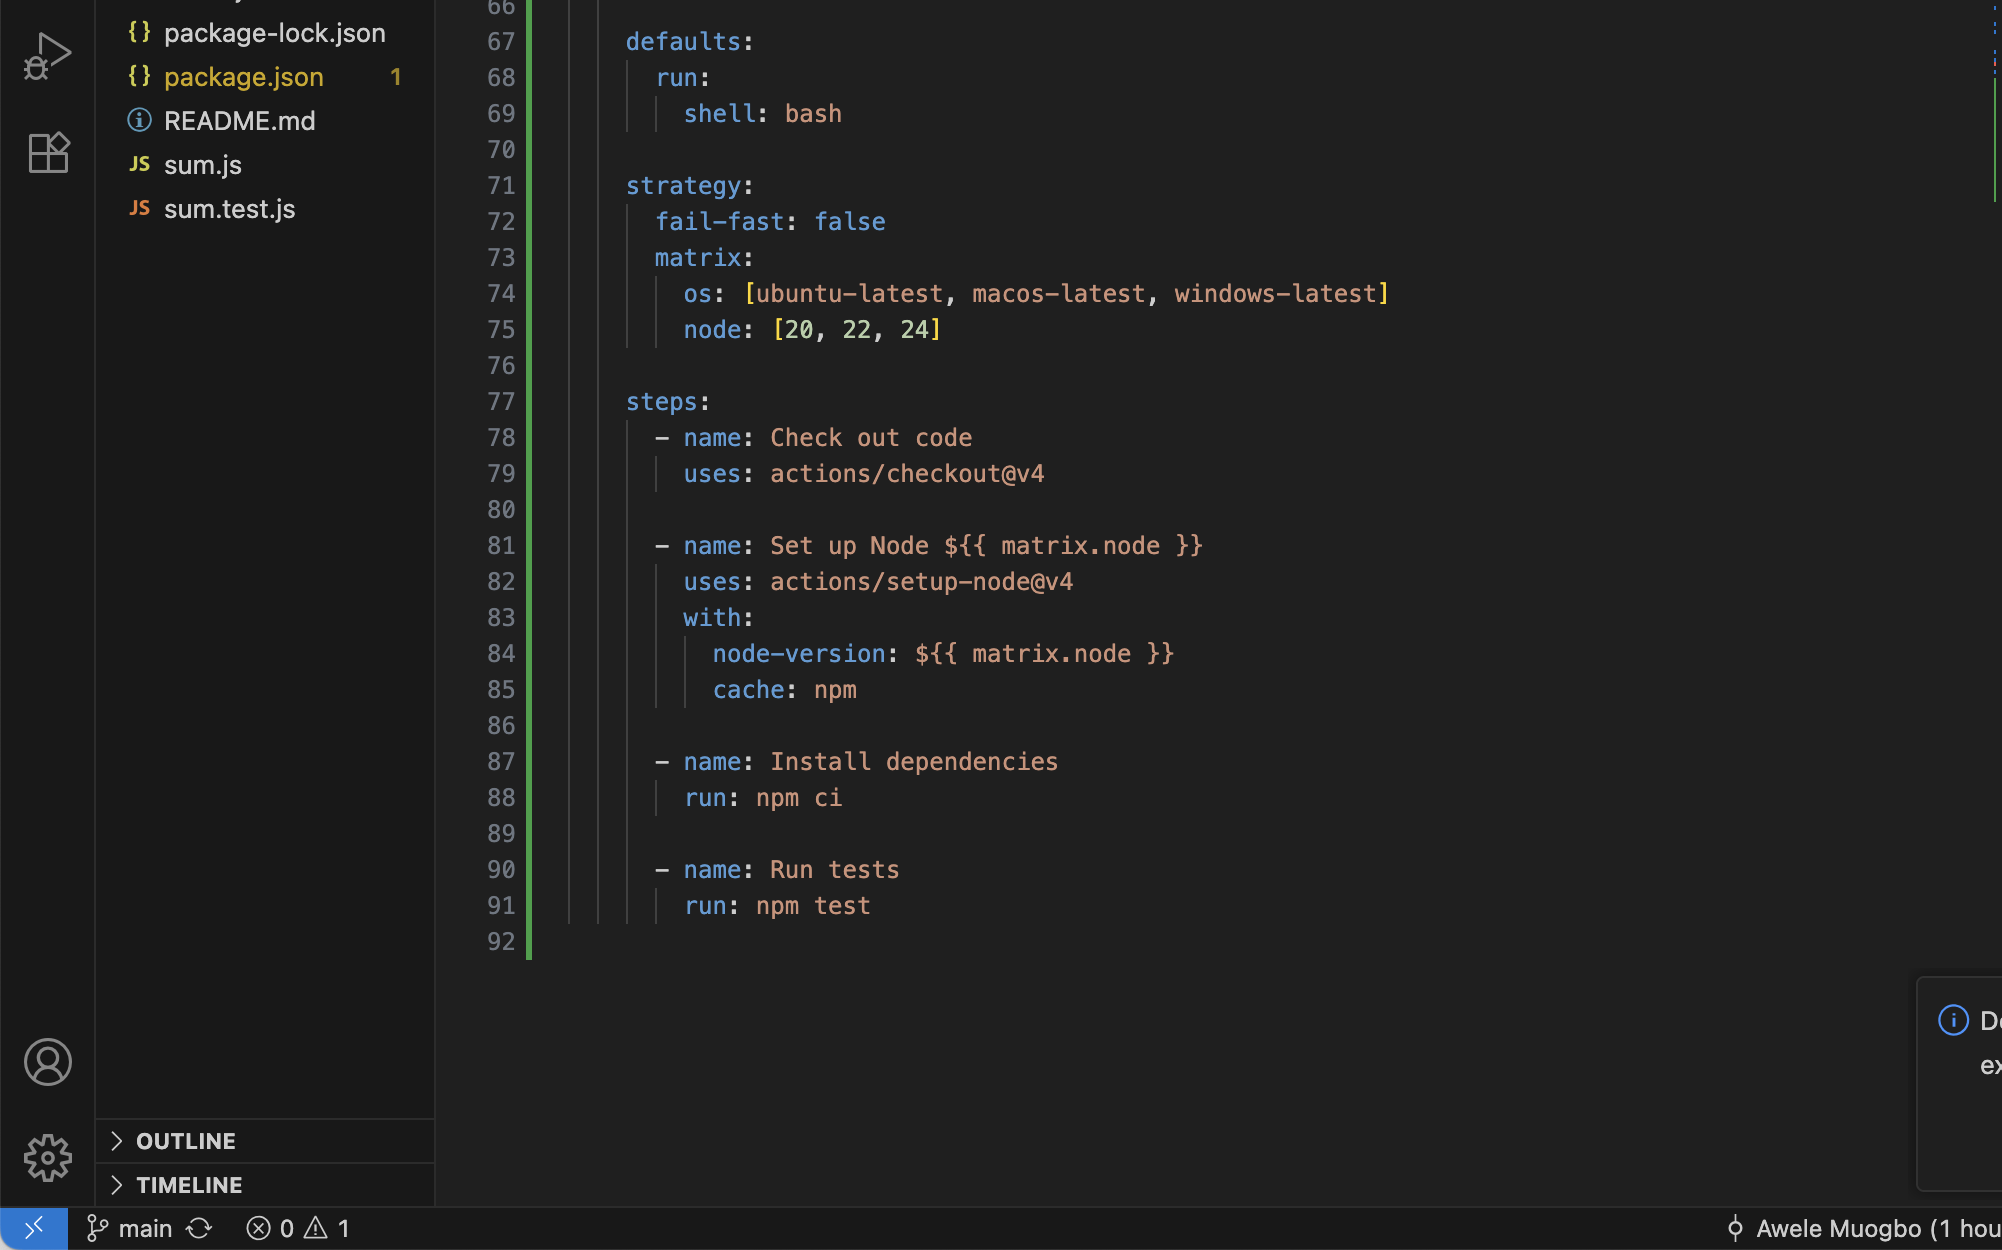 {} package-lock.json
{} package.json 1
README.md
JS sum.js
JS sum.test.js
OUTLINE
TIMELINE
66
67 defaults:
68 run:
69 shell: bash
70
71 strategy:
72 fail-fast: false
73 matrix:
74 os: [ubuntu-latest, macos-latest, windows-latest]
75 node: [20, 22, 24]
76
77 steps:
78 - name: Check out code
79 uses: actions/checkout@v4
80
81 - name: Set up Node ${{ matrix.node }}
82 uses: actions/setup-node@v4
83 with:
84 node-version: ${{ matrix.node }}
85 cache: npm
86
87 - name: Install dependencies
88 run: npm ci
89
90 - name: Run tests
91 run: npm test
92
main 0 1
Awele Muogbo (1 hou